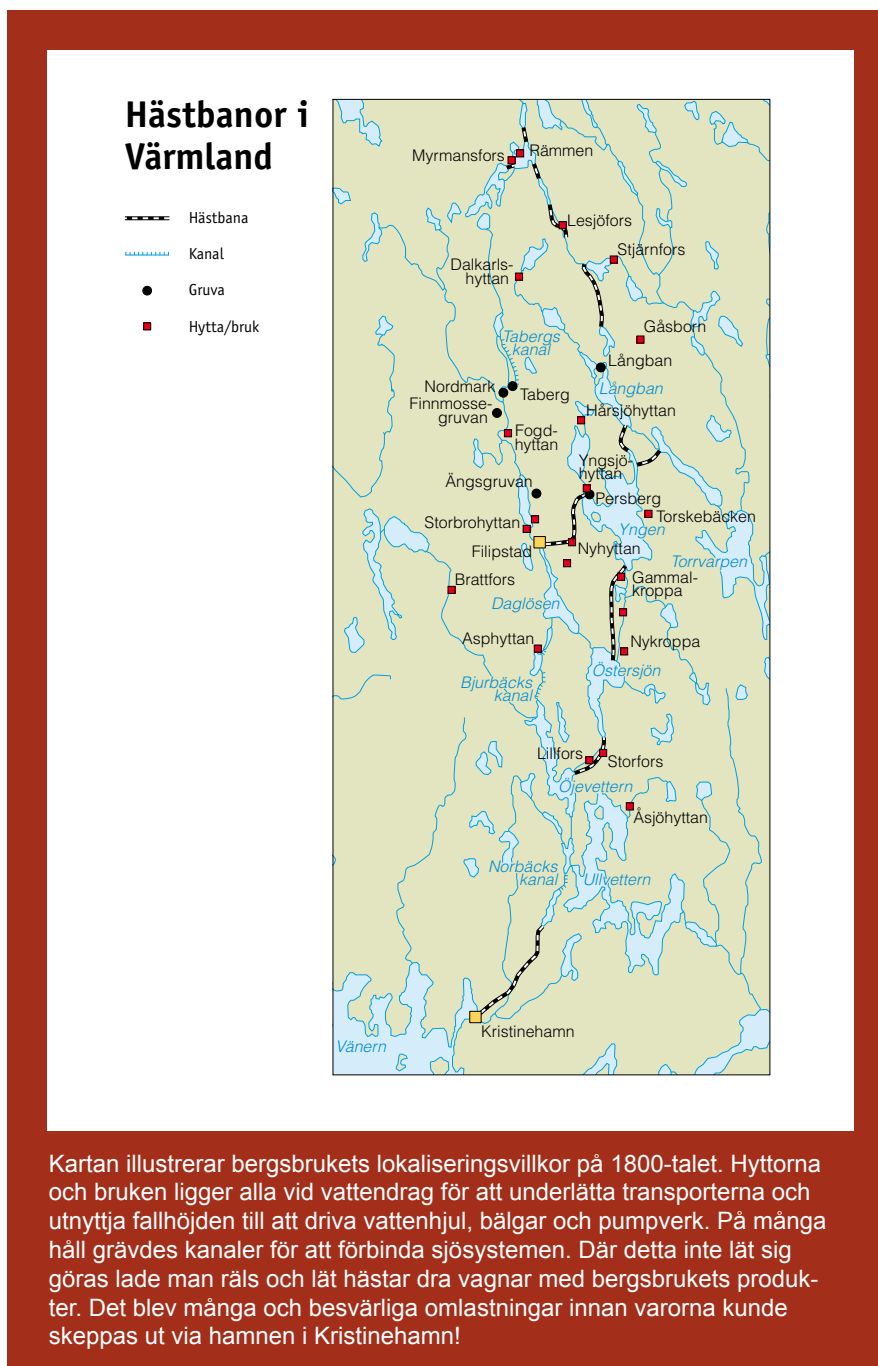 Hästbanor i
Värmland
Hästbana
Kanal
Gruva
Hytta/bruk
Myrmansfors
Rämmen
Lesjöfors
Stjärnfors
Dalkarls-
hyttan
Gåsborn
Tabergs
kanal
Långban
Långban
Nordmark
Taberg
Finnmosse-
gruvan
Hårsjöhyttan
Fogd-
hyttan
Yngsjö-
hyttan
Ängsgruvan
Persberg
Storbrohyttan
Torskebäcken
Yngen
Filipstad
Nyhyttan
Torrvarpen
Brattfors
Gammal-
kroppa
Daglösen
Asphyttan
Nykroppa
Östersjön
Bjurbäcks
kanal
Lillfors
Storfors
Öjevettern
Åsjöhyttan
Norbäcks
kanal
Ullvettern
Kristinehamn
Vänern
Kartan illustrerar bergsbrukets lokaliseringsvillkor på 1800-talet. Hyttorna
och bruken ligger alla vid vattendrag för att underlätta transporterna och
utnyttja fallhöjden till att driva vattenhjul, bälgar och pumpverk. På många
håll grävdes kanaler för att förbinda sjösystemen. Där detta inte lät sig
göras lade man räls och lät hästar dra vagnar med bergsbrukets produk-
ter. Det blev många och besvärliga omlastningar innan varorna kunde
skeppas ut via hamnen i Kristinehamn!